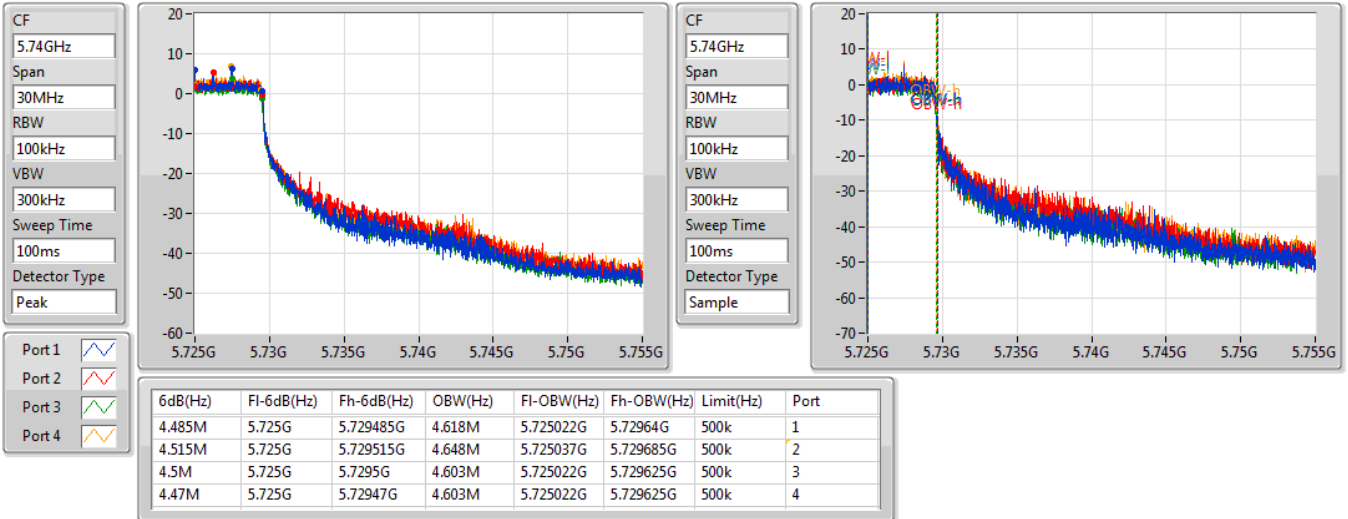 CF
5.74GHz
Span
30MHz
RBW
100kHz
VBW
300kHz
Sweep Time
100ms
Detector Type
Peak
20
10
0
-10
-20
-30
-40
-50
-60
5.725G 5.73G 5.735G 5.74G 5.745G 5.75G 5.755G
CF
5.74GHz
Span
30MHz
RBW
100kHz
VBW
300kHz
Sweep Time
100ms
Detector Type
Sample
20
10
0
-10
-20
-30
-40
-50
-60
-70
OBW-h
OBW-h
5.725G 5.73G 5.735G 5.74G 5.745G 5.75G 5.755G
Port 1
Port 2
Port 3
Port 4
6dB(Hz) Fl-6dB(Hz) Fh-6dB(Hz) OBW(Hz) Fl-OBW(Hz) Fh-OBW(Hz) Limit(Hz) Port
4.485M 5.725G 5.729485G 4.618M 5.725022G 5.72964G 500k 1
4.515M 5.725G 5.729515G 4.648M 5.725037G 5.729685G 500k 2
4.5M 5.725G 5.7295G 4.603M 5.725022G 5.729625G 500k 3
4.47M 5.725G 5.72947G 4.603M 5.725022G 5.729625G 500k 4